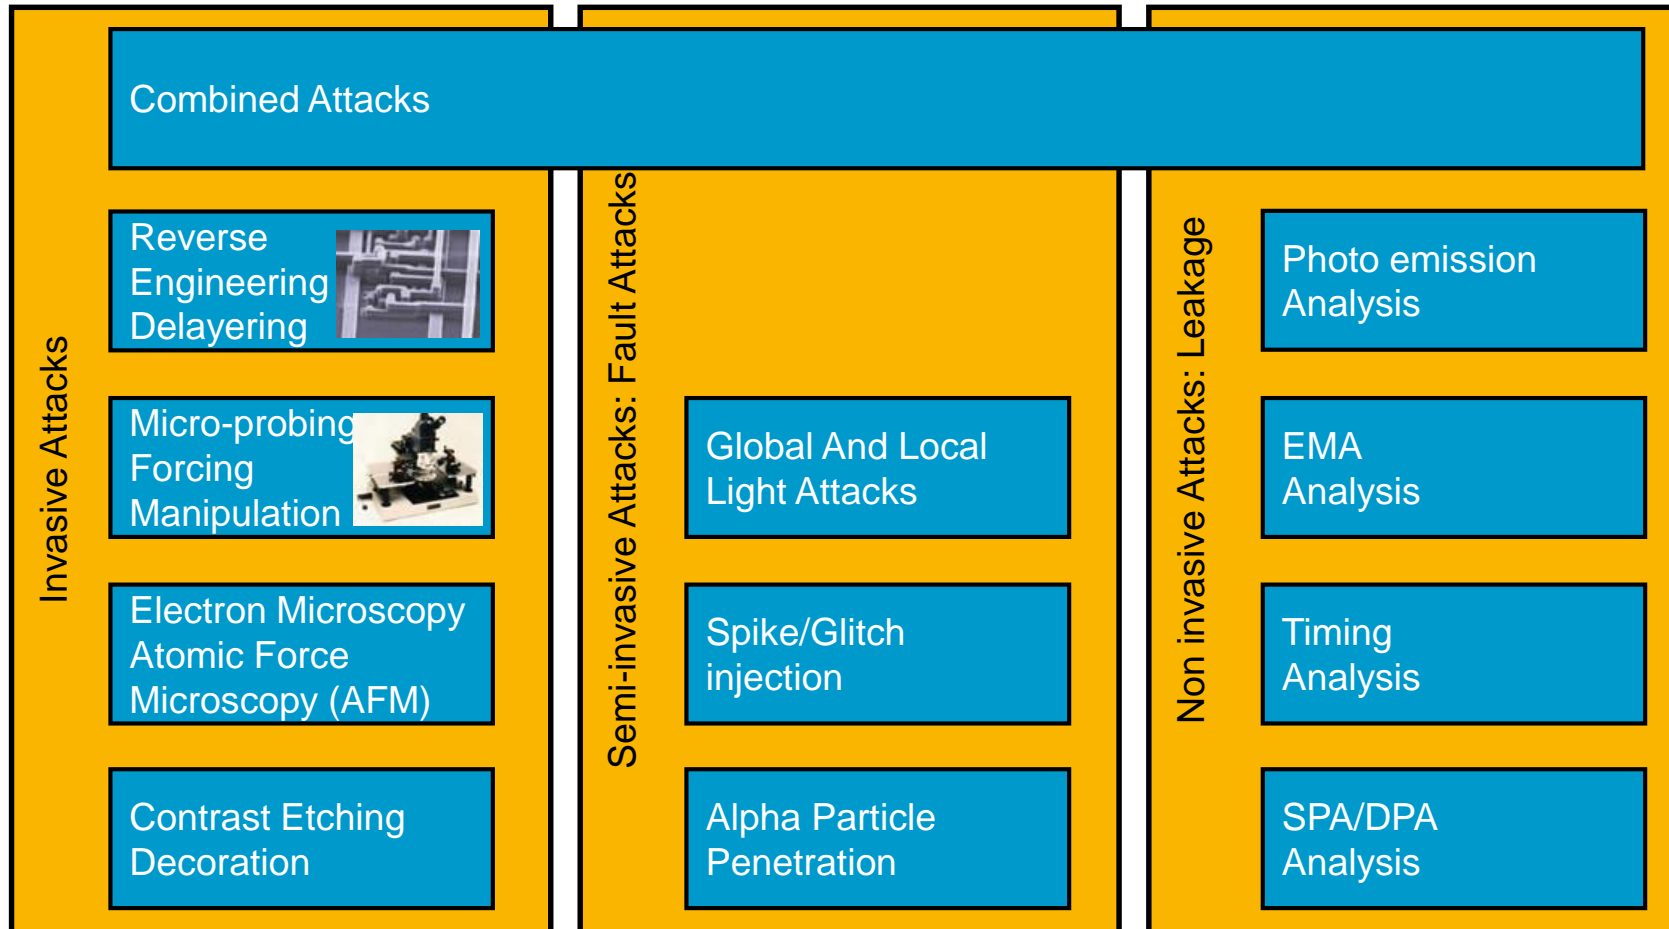 Combined Attacks
Invasive Attacks
Reverse
Engineering
Delayering
Micro-probing
Forcing
Manipulation
Electron Microscopy
Atomic Force
Microscopy (AFM)
Contrast Etching
Decoration
Semi-invasive Attacks: Fault Attacks
Global And Local
Light Attacks
Spike/Glitch
injection
Alpha Particle
Penetration
Non invasive Attacks: Leakage
Photo emission
Analysis
EMA
Analysis
Timing
Analysis
SPA/DPA
Analysis